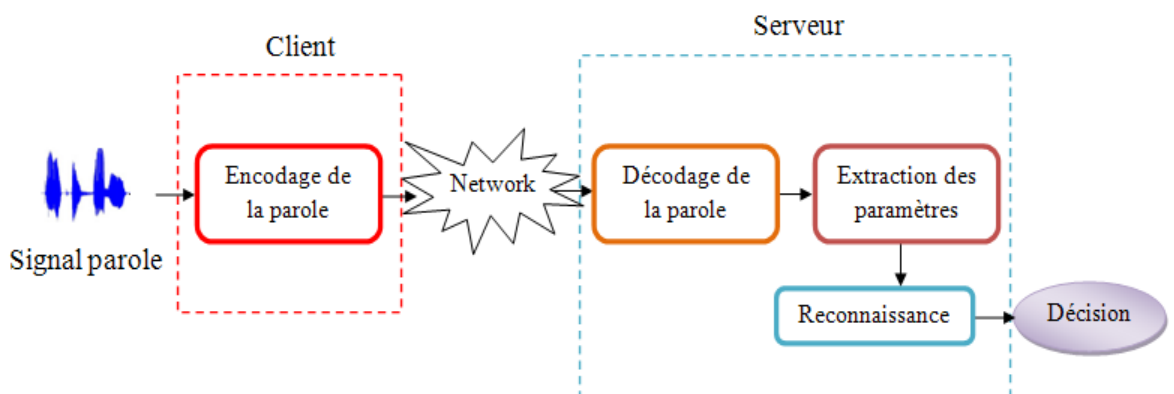 Client
Serveur
Signal parole
Encodage de
la parole
Network
Décodage de
la parole
Extraction des
paramètres
Reconnaissance
Décision